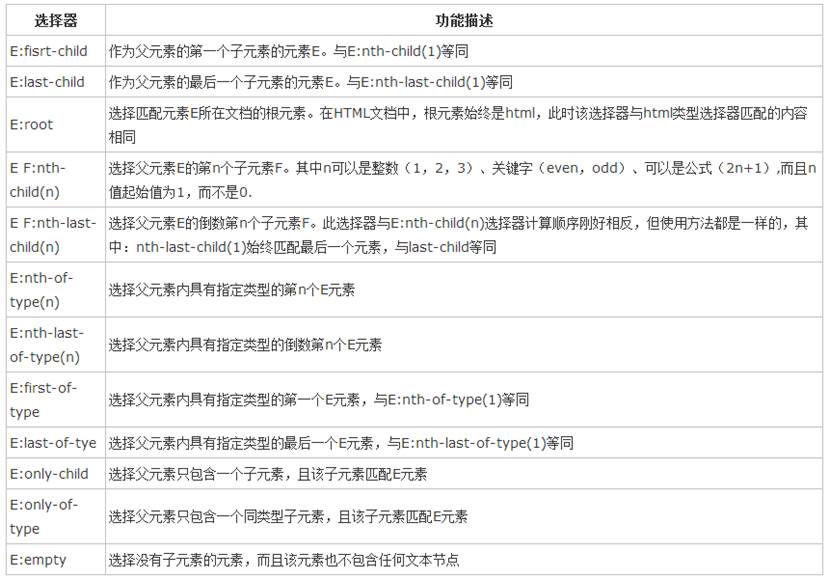 选择器 功能描述
E:fisrt-child 作为父元素的第一个子元素的元素E。与E:nth-child(1)等同
E:last-child 作为父元素的最后一个子元素的元素E。与E:nth-last-child(1)等同
E:root 选择匹配元素E所在文档的根元素。在HTML文档中，根元素始终是html，此时该选择器与html类型选择器匹配的内容
相同
E F:nth-
child(n)
选择父元素E的第n个子元素F。其中n可以是整数（1，2，3）、关键字（even，odd）、可以是公式（2n+1）,而且n
值起始值为1，而不是0.
E F:nth-last-
child(n)
选择父元素E的倒数第n个子元素F。此选择器与E:nth-child(n)选择器计算顺序刚好相反，但使用方法都是一样的，其
中：nth-last-child(1)始终匹配最后一个元素，与last-child等同
E:nth-of-
type(n)
选择父元素内具有指定类型的第n个E元素
E:nth-last-
of-type(n)
选择父元素内具有指定类型的倒数第n个E元素
E:first-of-
type
选择父元素内具有指定类型的第一个E元素，与E:nth-of-type(1)等同
E:last-of-tye 选择父元素内具有指定类型的最后一个E元素，与E:nth-last-of-type(1)等同
E:only-child 选择父元素只包含一个子元素，且该子元素匹配E元素
E:only-of-
type
选择父元素只包含一个同类型子元素，且该子元素匹配E元素
E:empty 选择没有子元素的元素，而且该元素也不包含任何文本节点